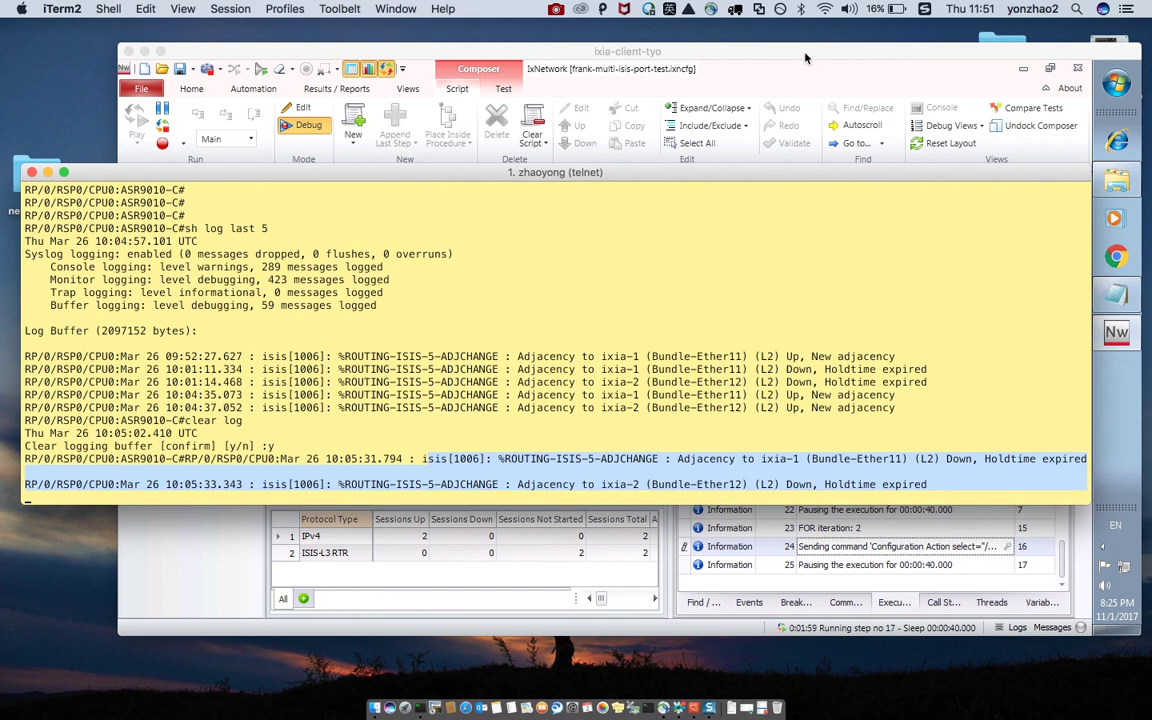 iTerm2 Shell Edit View Session Profiles Toolbelt Window Help 16% Thu 11:51 yonzhao2
ixia-client-tyo
Composer IxNetwork [frank-multi-isis-port-test.ixncfg]
File Home Automation Results / Reports Views Script Test About
Play Edit Debug New Append Last Step Place Inside Procedure Delete Clear Script
Edit Cut Expand/Collapse Undo Find/Replace Console Compare Tests
Main Up Copy Include/Exclude Redo Autoscroll Debug Views Undock Composer
Down Paste Select All Validate Go to... Reset Layout
Run Mode New Delete Edit Find Views
1. zhaoyong (telnet)
RP/0/RSP0/CPU0:ASR9010-C#
RP/0/RSP0/CPU0:ASR9010-C#
RP/0/RSP0/CPU0:ASR9010-C#
RP/0/RSP0/CPU0:ASR9010-C#sh log last 5
Thu Mar 26 10:04:57.101 UTC
Syslog logging: enabled (0 messages dropped, 0 flushes, 0 overruns)
Console logging: level warnings, 289 messages logged
Monitor logging: level debugging, 423 messages logged
Trap logging: level informational, 0 messages logged
Buffer logging: level debugging, 59 messages logged
Log Buffer (2097152 bytes):
RP/0/RSP0/CPU0:Mar 26 09:52:27.627 : isis[1006]: %ROUTING-ISIS-5-ADJCHANGE : Adjacency to ixia-1 (Bundle-Ether11) (L2) Up, New adjacency
RP/0/RSP0/CPU0:Mar 26 10:01:11.334 : isis[1006]: %ROUTING-ISIS-5-ADJCHANGE : Adjacency to ixia-1 (Bundle-Ether11) (L2) Down, Holdtime expired
RP/0/RSP0/CPU0:Mar 26 10:01:14.468 : isis[1006]: %ROUTING-ISIS-5-ADJCHANGE : Adjacency to ixia-2 (Bundle-Ether12) (L2) Down, Holdtime expired
RP/0/RSP0/CPU0:Mar 26 10:04:35.073 : isis[1006]: %ROUTING-ISIS-5-ADJCHANGE : Adjacency to ixia-1 (Bundle-Ether11) (L2) Up, New adjacency
RP/0/RSP0/CPU0:Mar 26 10:04:37.052 : isis[1006]: %ROUTING-ISIS-5-ADJCHANGE : Adjacency to ixia-2 (Bundle-Ether12) (L2) Up, New adjacency
RP/0/RSP0/CPU0:ASR9010-C#clear log
Thu Mar 26 10:05:02.410 UTC
Clear logging buffer [confirm] [y/n] :y
RP/0/RSP0/CPU0:ASR9010-C#RP/0/RSP0/CPU0:Mar 26 10:05:31.794 : isis[1006]: %ROUTING-ISIS-5-ADJCHANGE : Adjacency to ixia-1 (Bundle-Ether11) (L2) Down, Holdtime expired
RP/0/RSP0/CPU0:Mar 26 10:05:33.343 : isis[1006]: %ROUTING-ISIS-5-ADJCHANGE : Adjacency to ixia-2 (Bundle-Ether12) (L2) Down, Holdtime expired
Protocol Type Sessions Up Sessions Down Sessions Not Started Sessions Total A
1 IPv4 2 0 0 2
2 ISIS-L3 RTR 0 0 2 2
All
Information 22 Pausing the execution for 00:00:40.000 7
Information 23 FOR iteration: 2 15
Information 24 Sending command 'Configuration Action select="/... 16
Information 25 Pausing the execution for 00:00:40.000 17
Find / ... Events Break... Comm... Execu... Call St... Threads Variab...
0:01:59 Running step no 17 - Sleep 00:00:40.000 Logs Messages
Nw
EN
8:25 PM
11/1/2017